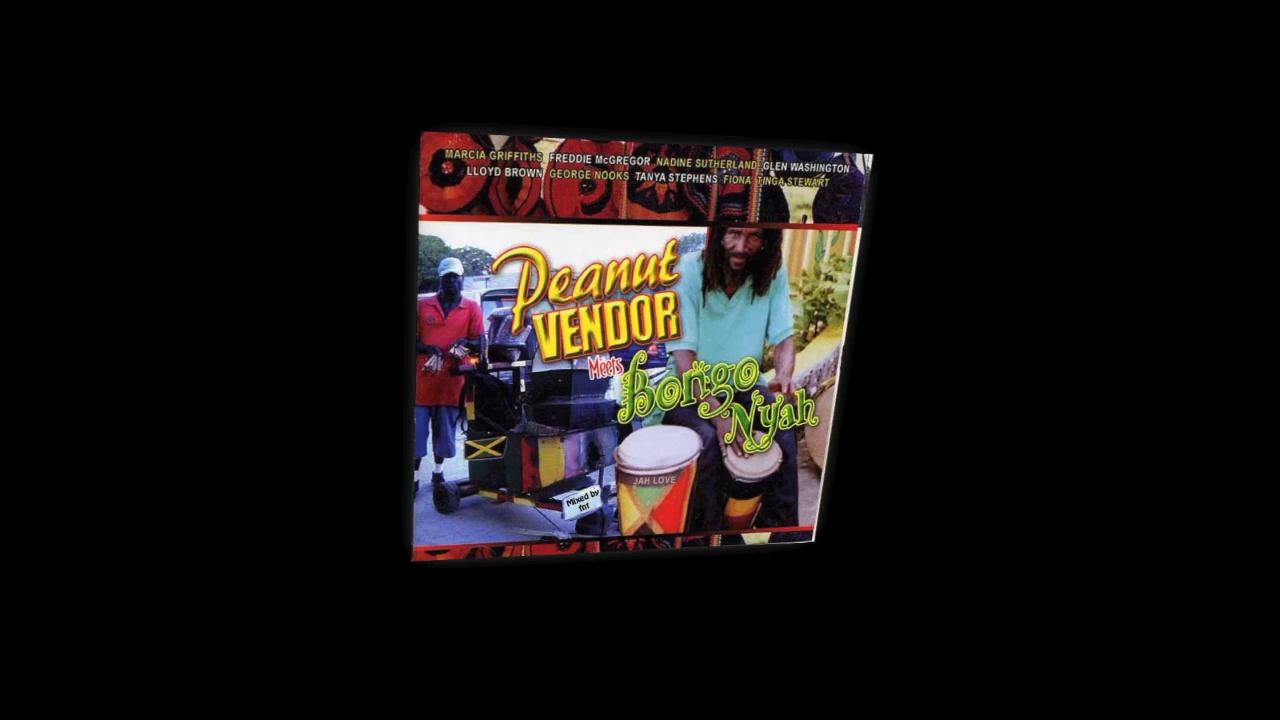 MARCIA GRIFFITHS FREDDIE McGREGOR NADINE SUTHERLAND GLEN WASHINGTON
LLOYD BROWN GEORGE NOOKS TANYA STEPHENS FIONA TINGA STEWART
Peanut
VENDOR
Meets
Bongo
Nyah
JAH LOVE
Mixed by
fnf